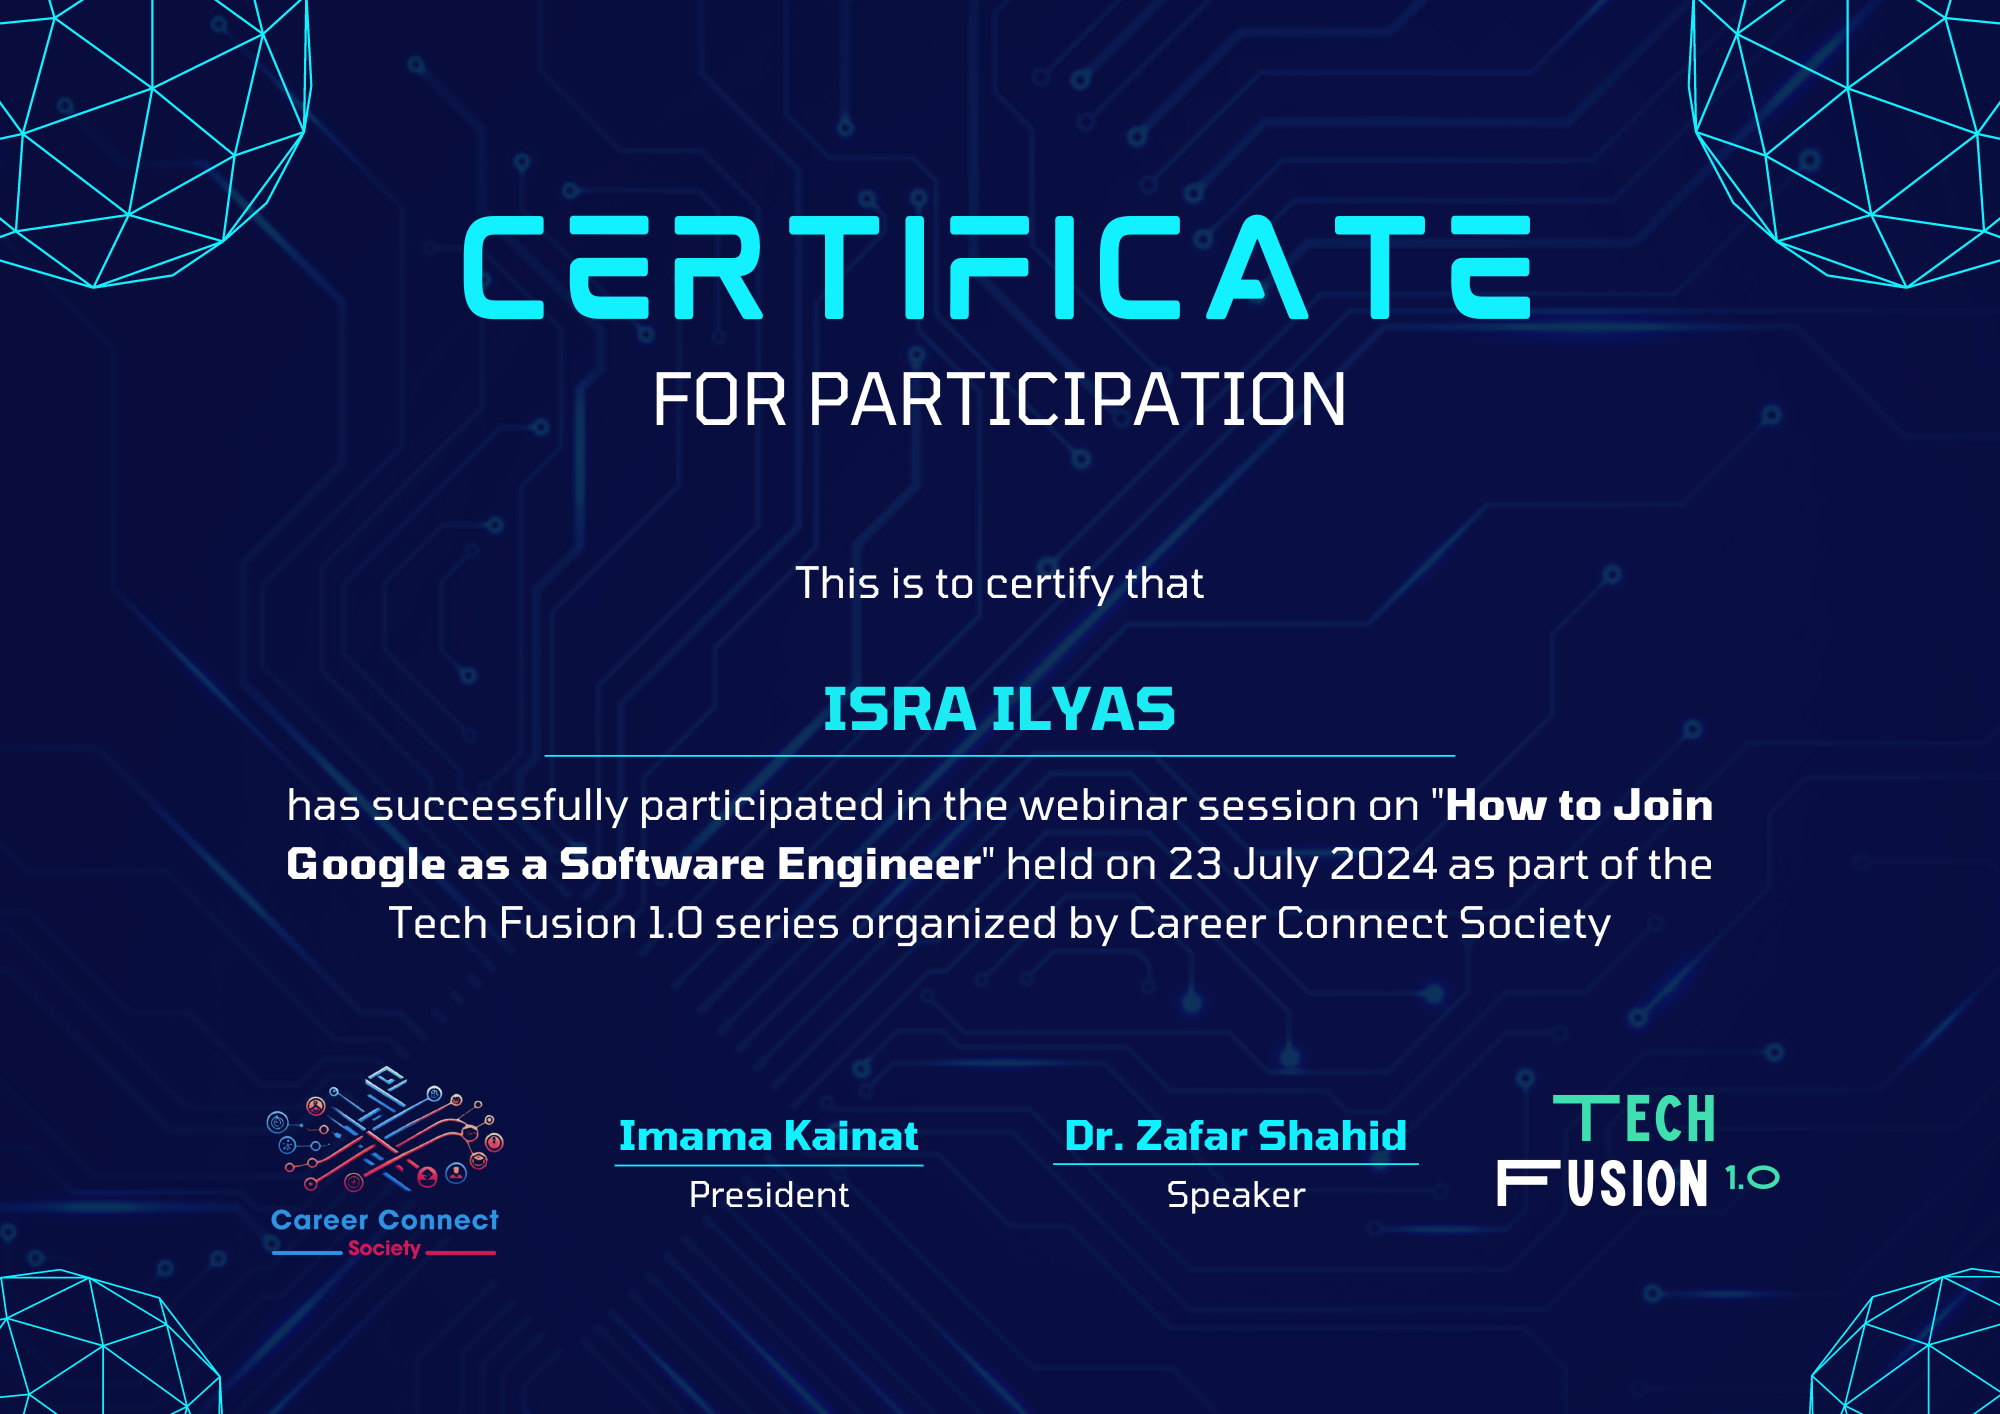 CERTIFICATE
FOR PARTICIPATION
This is to certify that
ISRA ILYAS
has successfully participated in the webinar session on "How to Join
Google as a Software Engineer" held on 23 July 2024 as part of the
Tech Fusion 1.0 series organized by Career Connect Society
Career Connect
Society
Imama Kainat
President
Dr. Zafar Shahid
Speaker
TECH
FUSION 1.0